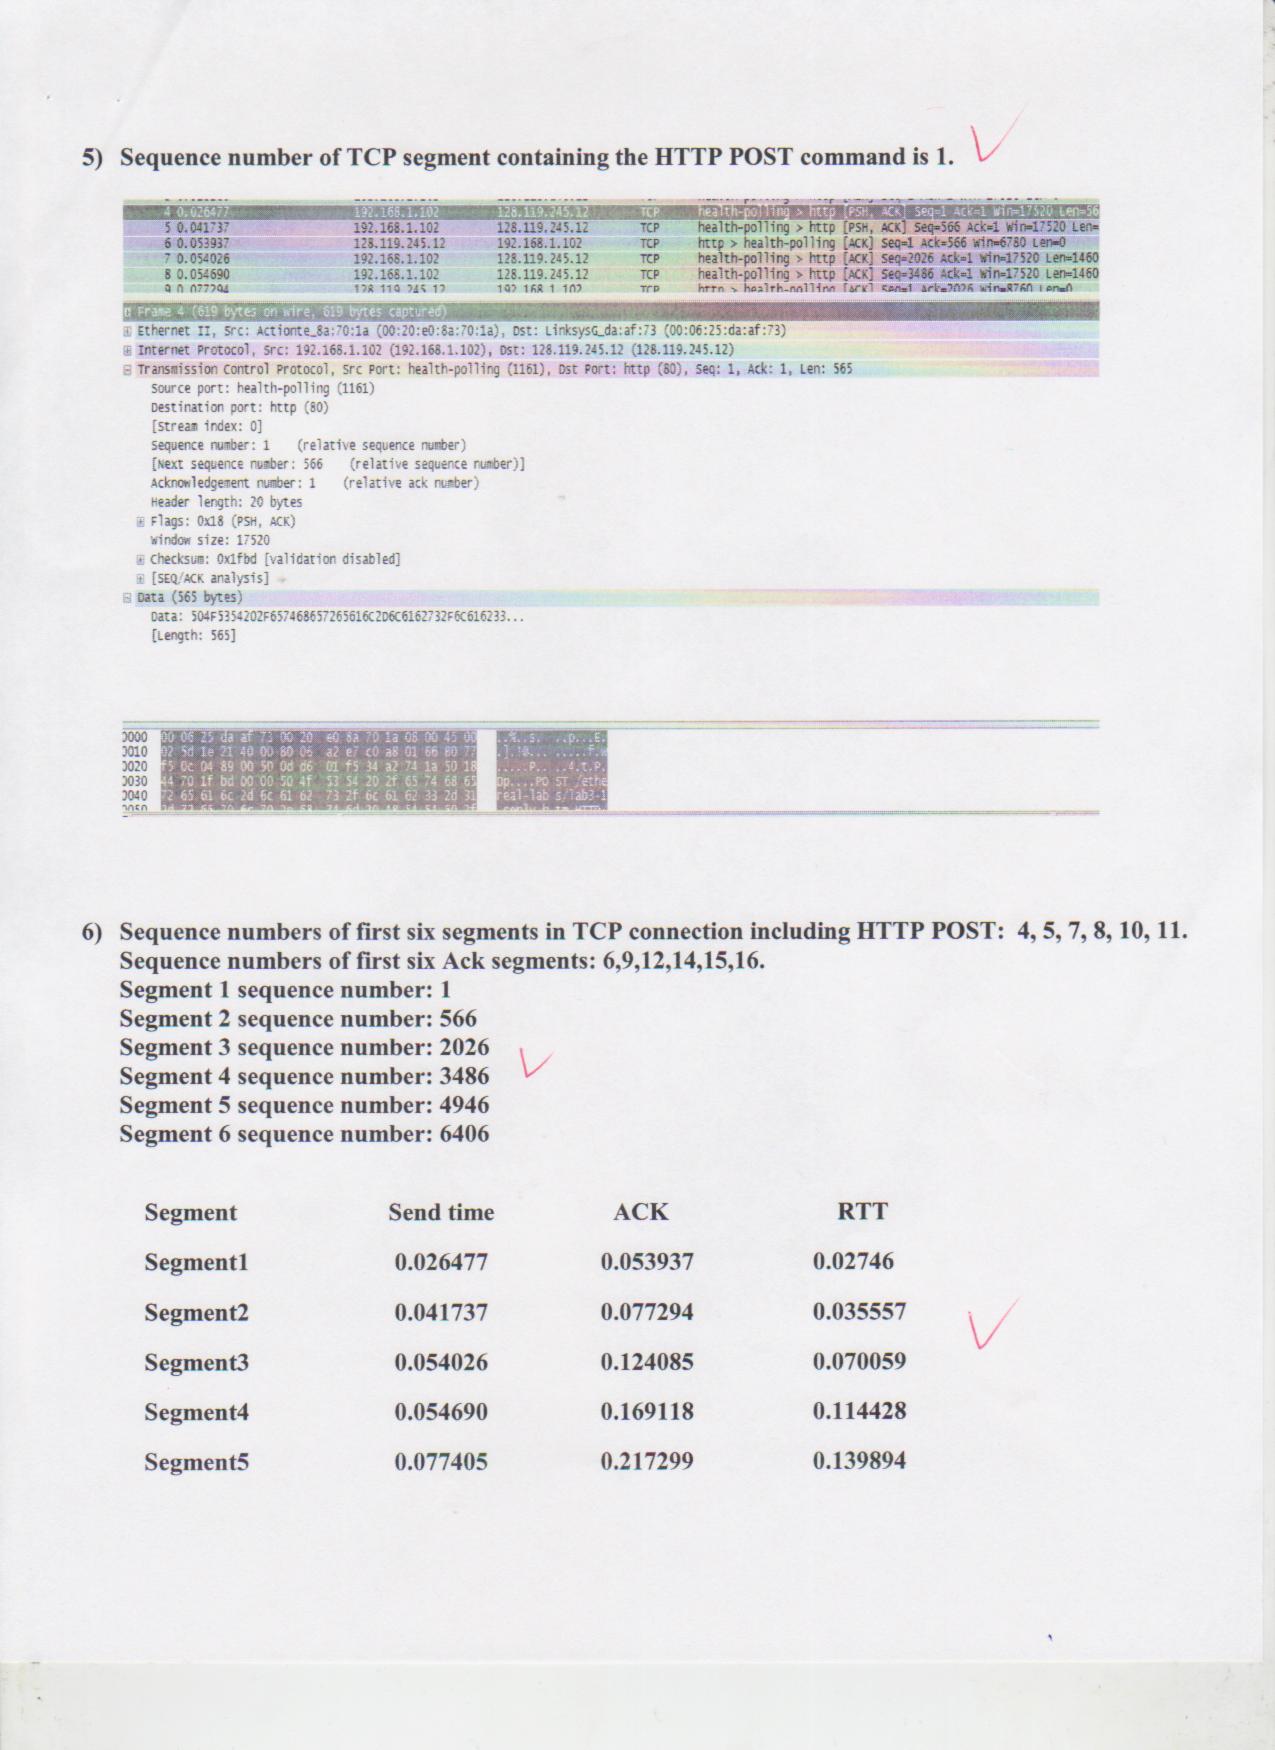 5) Sequence number of TCP segment containing the HTTP POST command is 1.
4 0.026477 192.168.1.102 128.119.245.12 TCP health-polling > http [PSH, ACK] Seq=1 Ack=1 Win=17520 Len=56
5 0.041737 192.168.1.102 128.119.245.12 TCP health-polling > http [PSH, ACK] Seq=566 Ack=1 Win=17520 Len=
6 0.053937 128.119.245.12 192.168.1.102 TCP http > health-polling [ACK] Seq=1 Ack=566 Win=6780 Len=0
7 0.054026 192.168.1.102 128.119.245.12 TCP health-polling > http [ACK] Seq=2026 Ack=1 Win=17520 Len=1460
8 0.054690 192.168.1.102 128.119.245.12 TCP health-polling > http [ACK] Seq=3486 Ack=1 Win=17520 Len=1460
9 0.077294 128.119.245.12 192.168.1.102 TCP http > health-polling [ACK] Seq=1 Ack=2026 Win=8760 Len=0
Frame 4 (619 bytes on wire, 619 bytes captured)
Ethernet II, Src: Actionte_8a:70:1a (00:20:e0:8a:70:1a), Dst: LinksysG_da:af:73 (00:06:25:da:af:73)
Internet Protocol, Src: 192.168.1.102 (192.168.1.102), Dst: 128.119.245.12 (128.119.245.12)
Transmission Control Protocol, Src Port: health-polling (1161), Dst Port: http (80), Seq: 1, Ack: 1, Len: 565
Source port: health-polling (1161)
Destination port: http (80)
[Stream index: 0]
Sequence number: 1 (relative sequence number)
[Next sequence number: 566 (relative sequence number)]
Acknowledgement number: 1 (relative ack number)
Header length: 20 bytes
Flags: 0x18 (PSH, ACK)
Window size: 17520
Checksum: 0x1fbd [validation disabled]
[SEQ/ACK analysis]
Data (565 bytes)
Data: 504F5354202F657468657265616C2D6C6162732F6C616233...
[Length: 565]
0000 00 06 25 da af 73 00 20 e0 8a 70 1a 08 00 45 00 ..%..s. ..p...E.
0010 02 5d 1e 21 40 00 80 06 a2 e7 c0 a8 01 66 80 77 .].!@... .....f.w
0020 f5 0c 04 89 00 50 0d d6 01 f5 34 a2 74 1a 50 18 .....P.. ..4.t.P.
0030 44 70 1f bd 00 00 50 4f 53 54 20 2f 65 74 68 65 Dp....PO ST /ethe
0040 72 65 61 6c 2d 6c 61 62 73 2f 6c 61 62 33 2d 31 real-lab s/lab3-1
0050
6) Sequence numbers of first six segments in TCP connection including HTTP POST: 4, 5, 7, 8, 10, 11.
Sequence numbers of first six Ack segments: 6,9,12,14,15,16.
Segment 1 sequence number: 1
Segment 2 sequence number: 566
Segment 3 sequence number: 2026
Segment 4 sequence number: 3486
Segment 5 sequence number: 4946
Segment 6 sequence number: 6406
Segment Send time ACK RTT
Segment1 0.026477 0.053937 0.02746
Segment2 0.041737 0.077294 0.035557
Segment3 0.054026 0.124085 0.070059
Segment4 0.054690 0.169118 0.114428
Segment5 0.077405 0.217299 0.139894